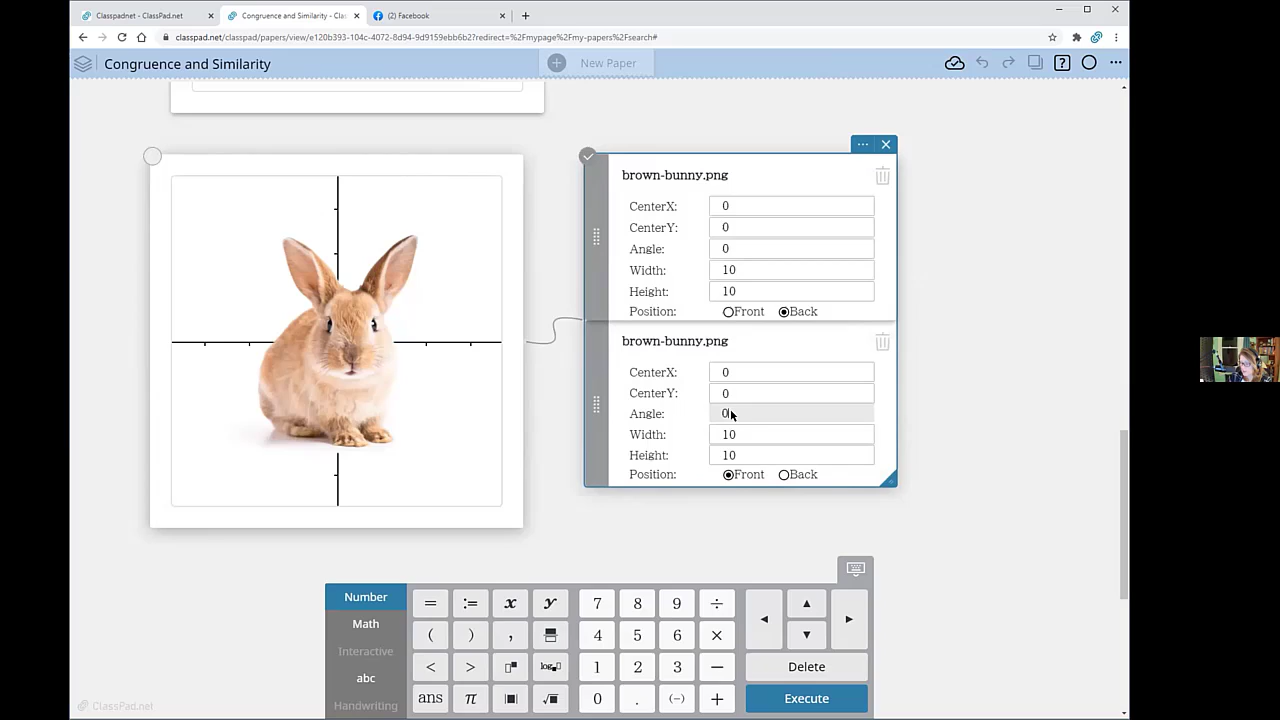 Classpadnet - ClassPad.net
Congruence and Similarity - Clas
(2) Facebook
classpad.net/classpad/papers/view/e120b393-104c-4072-8d94-9d9159ebb6b2?redirect=%2Fmypage%2Fmy-papers%2Fsearch#
Congruence and Similarity
New Paper
?
brown-bunny.png
CenterX: 0
CenterY: 0
Angle: 0
Width: 10
Height: 10
Position: Front Back
brown-bunny.png
CenterX: 0
CenterY: 0
Angle: 0
Width: 10
Height: 10
Position: Front Back
Number = := x y 7 8 9 ÷
Math ( ) , 4 5 6 ×
Interactive < > log 1 2 3 −
abc Delete
ans π √ 0 . (−) + Execute
Handwriting
ClassPad.net